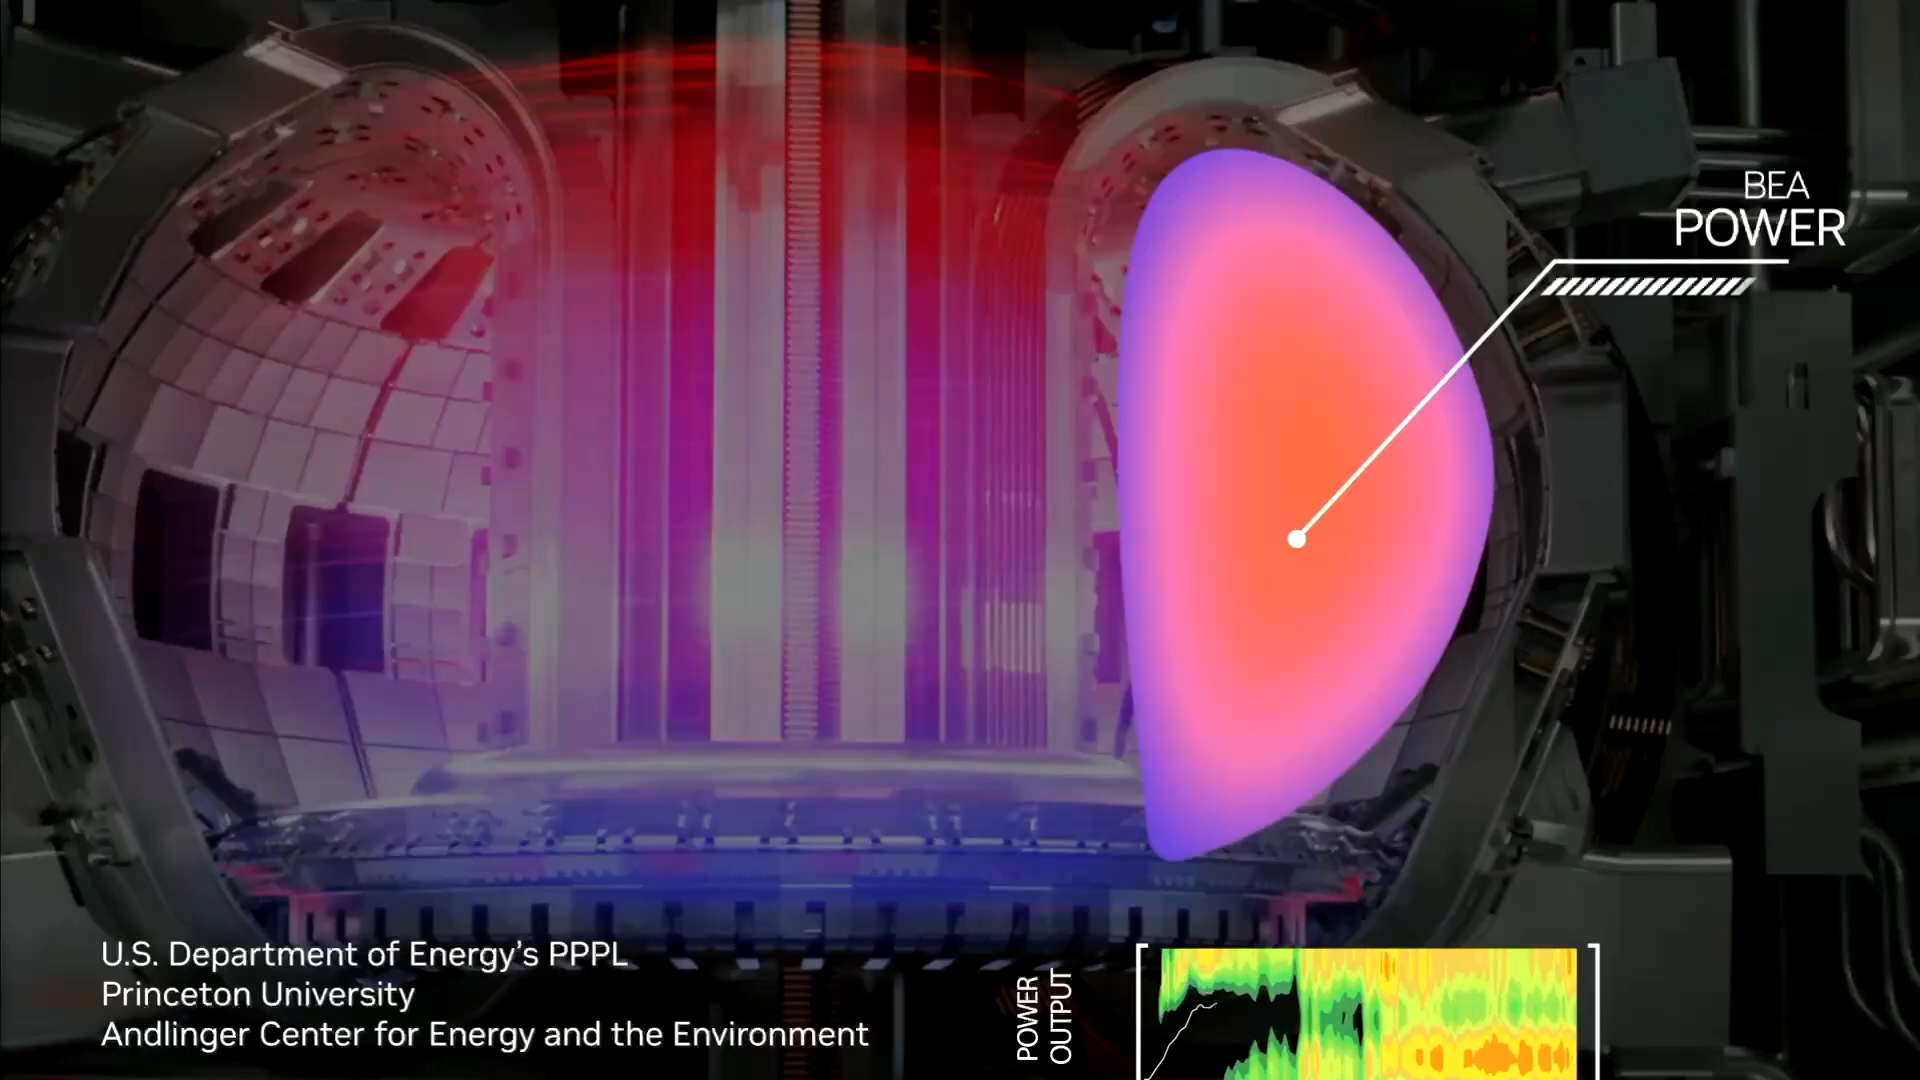 BEA
POWER
U.S. Department of Energy’s PPPL
Princeton University
Andlinger Center for Energy and the Environment
POWER
OUTPUT